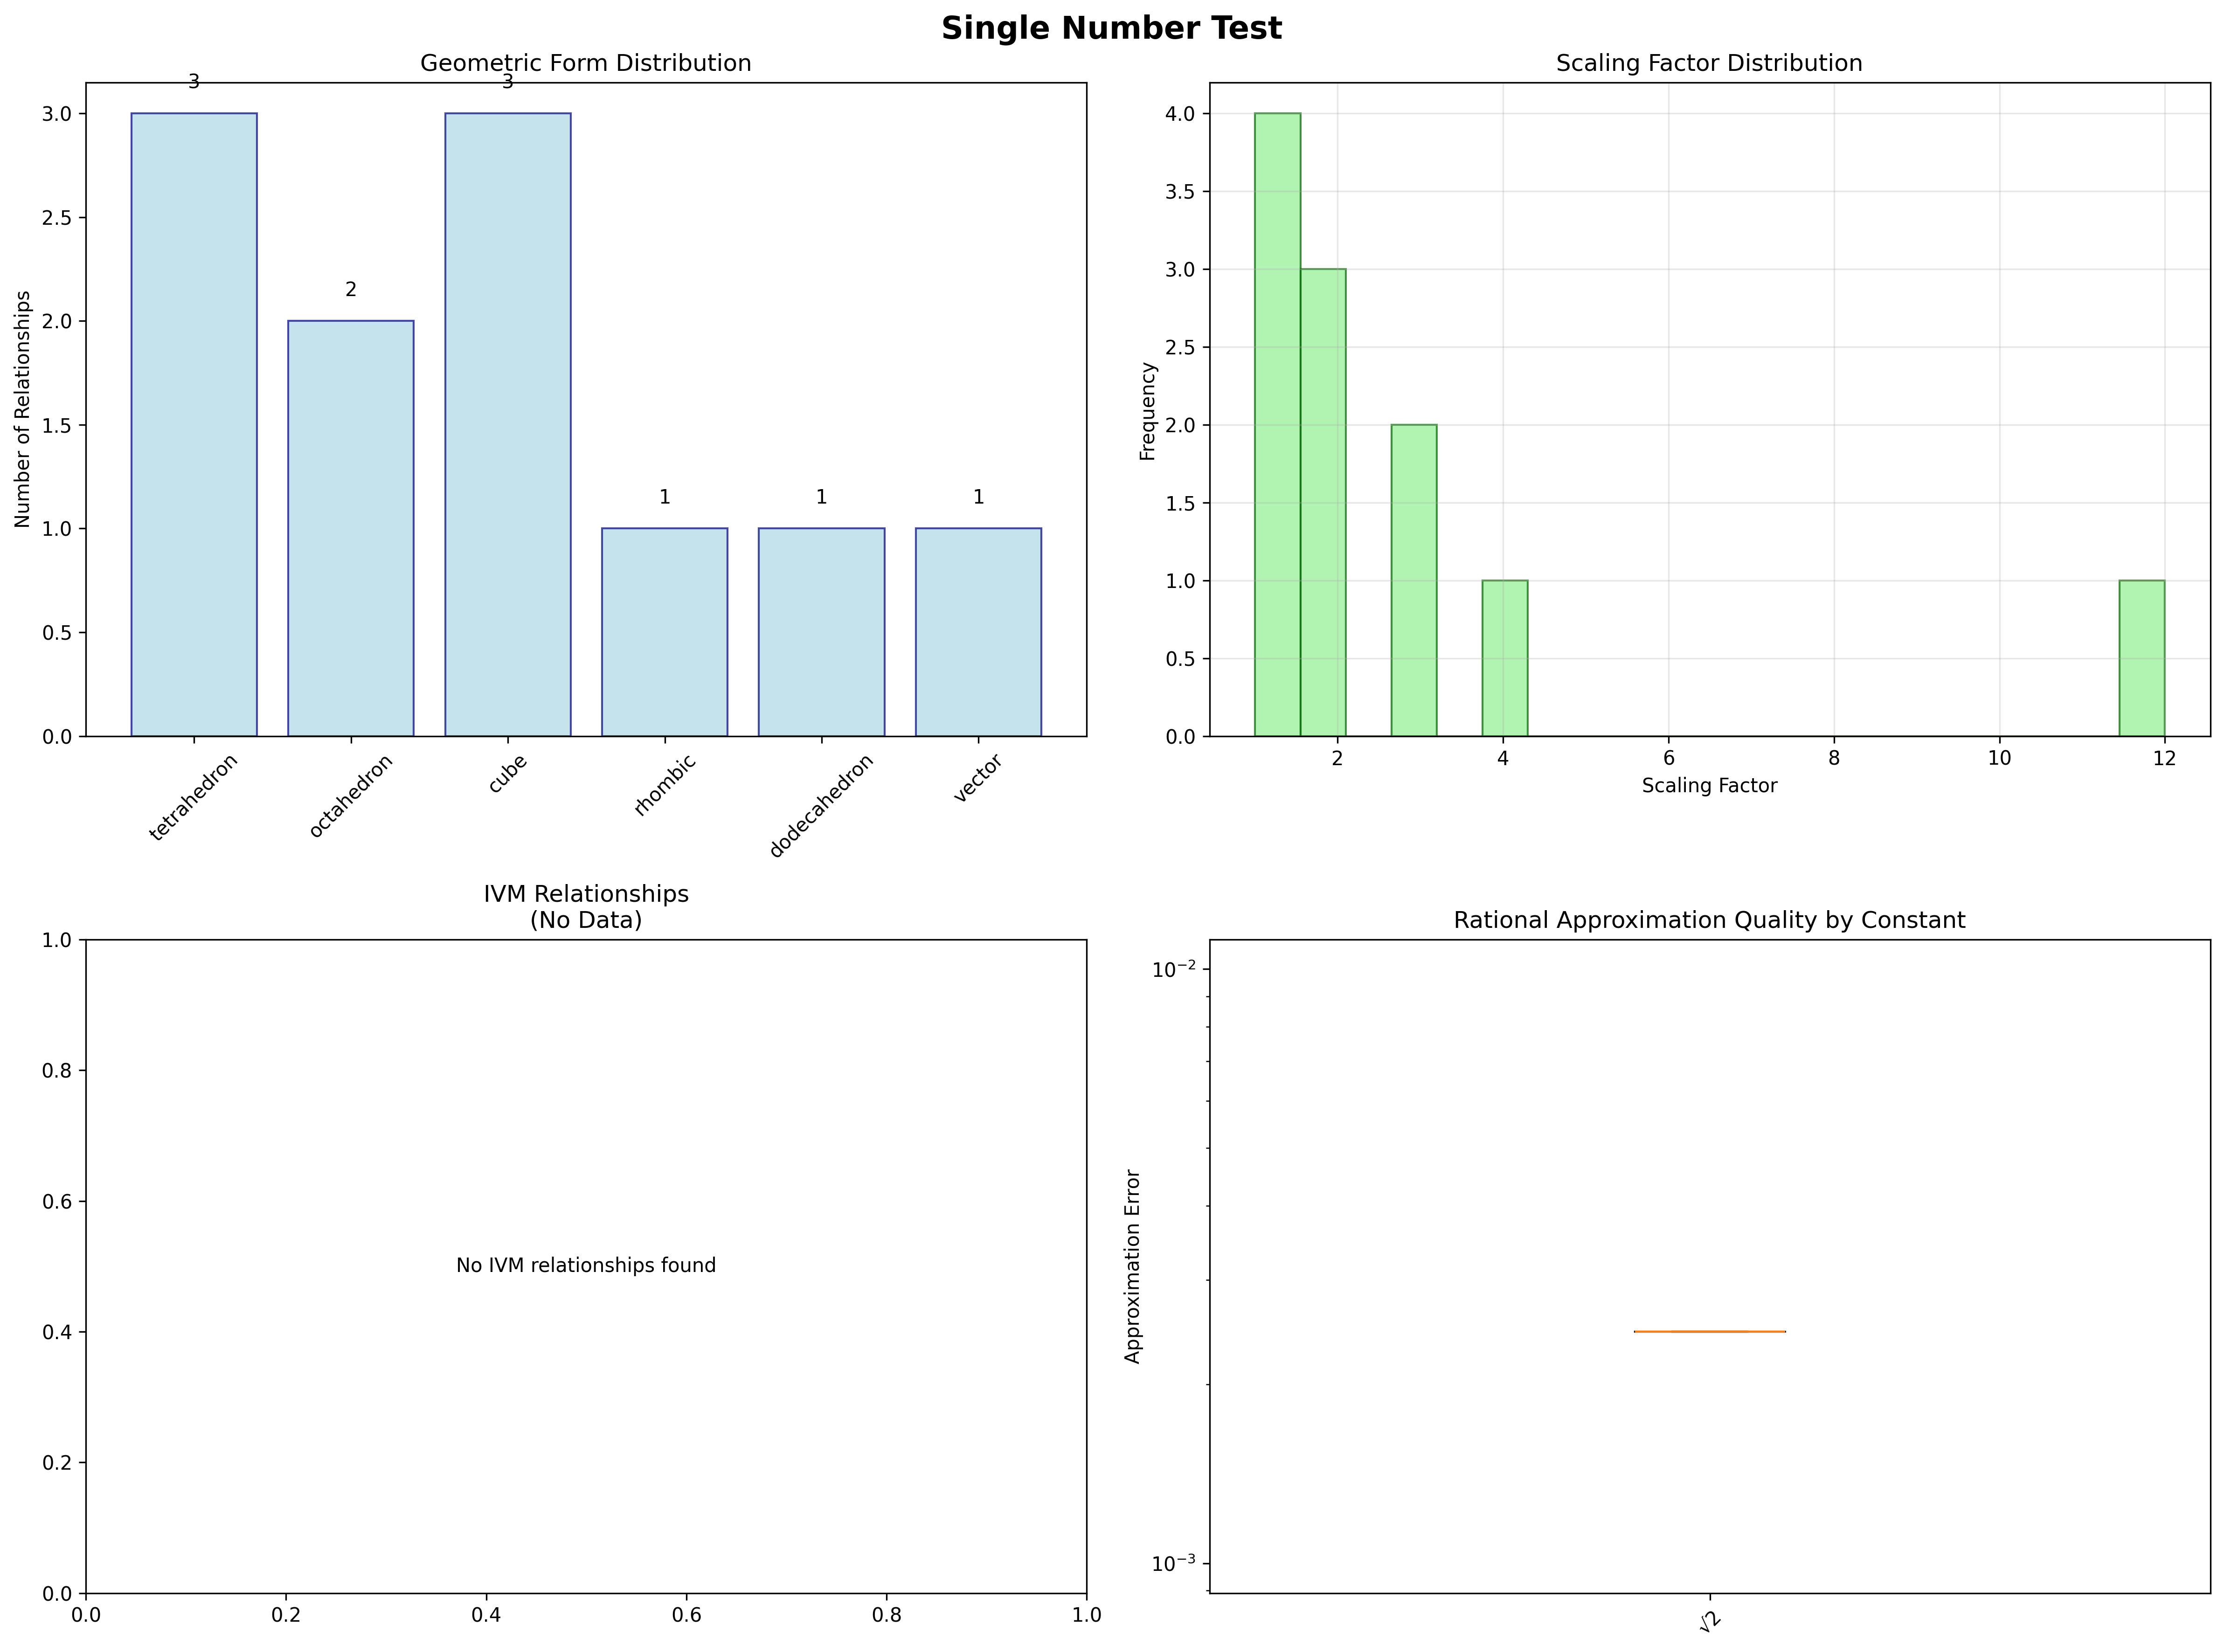 Single Number Test
Geometric Form Distribution
3
3
2
1
1
1
Number of Relationships
3.0
2.5
2.0
1.5
1.0
0.5
0.0
tetrahedron
octahedron
cube
rhombic
dodecahedron
vector
Scaling Factor Distribution
Frequency
4.0
3.5
3.0
2.5
2.0
1.5
1.0
0.5
0.0
2
4
6
8
10
12
Scaling Factor
IVM Relationships
(No Data)
1.0
0.8
0.6
0.4
0.2
0.0
No IVM relationships found
0.0
0.2
0.4
0.6
0.8
1.0
Rational Approximation Quality by Constant
Approximation Error
10⁻²
10⁻³
√2